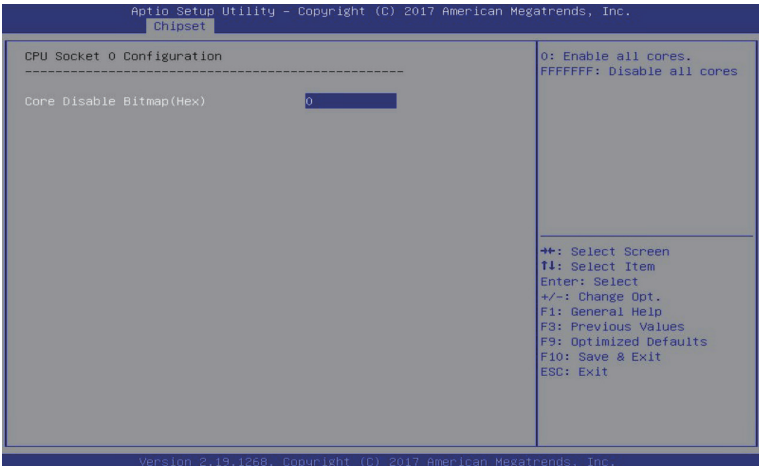 Aptio Setup Utility – Copyright (C) 2017 American Megatrends, Inc.
Chipset
CPU Socket 0 Configuration
--------------------------------------------------
Core Disable Bitmap(Hex) 0
0: Enable all cores.
FFFFFFF: Disable all cores
→←: Select Screen
↑↓: Select Item
Enter: Select
+/-: Change Opt.
F1: General Help
F3: Previous Values
F9: Optimized Defaults
F10: Save & Exit
ESC: Exit
Version 2.19.1268. Copyright (C) 2017 American Megatrends, Inc.